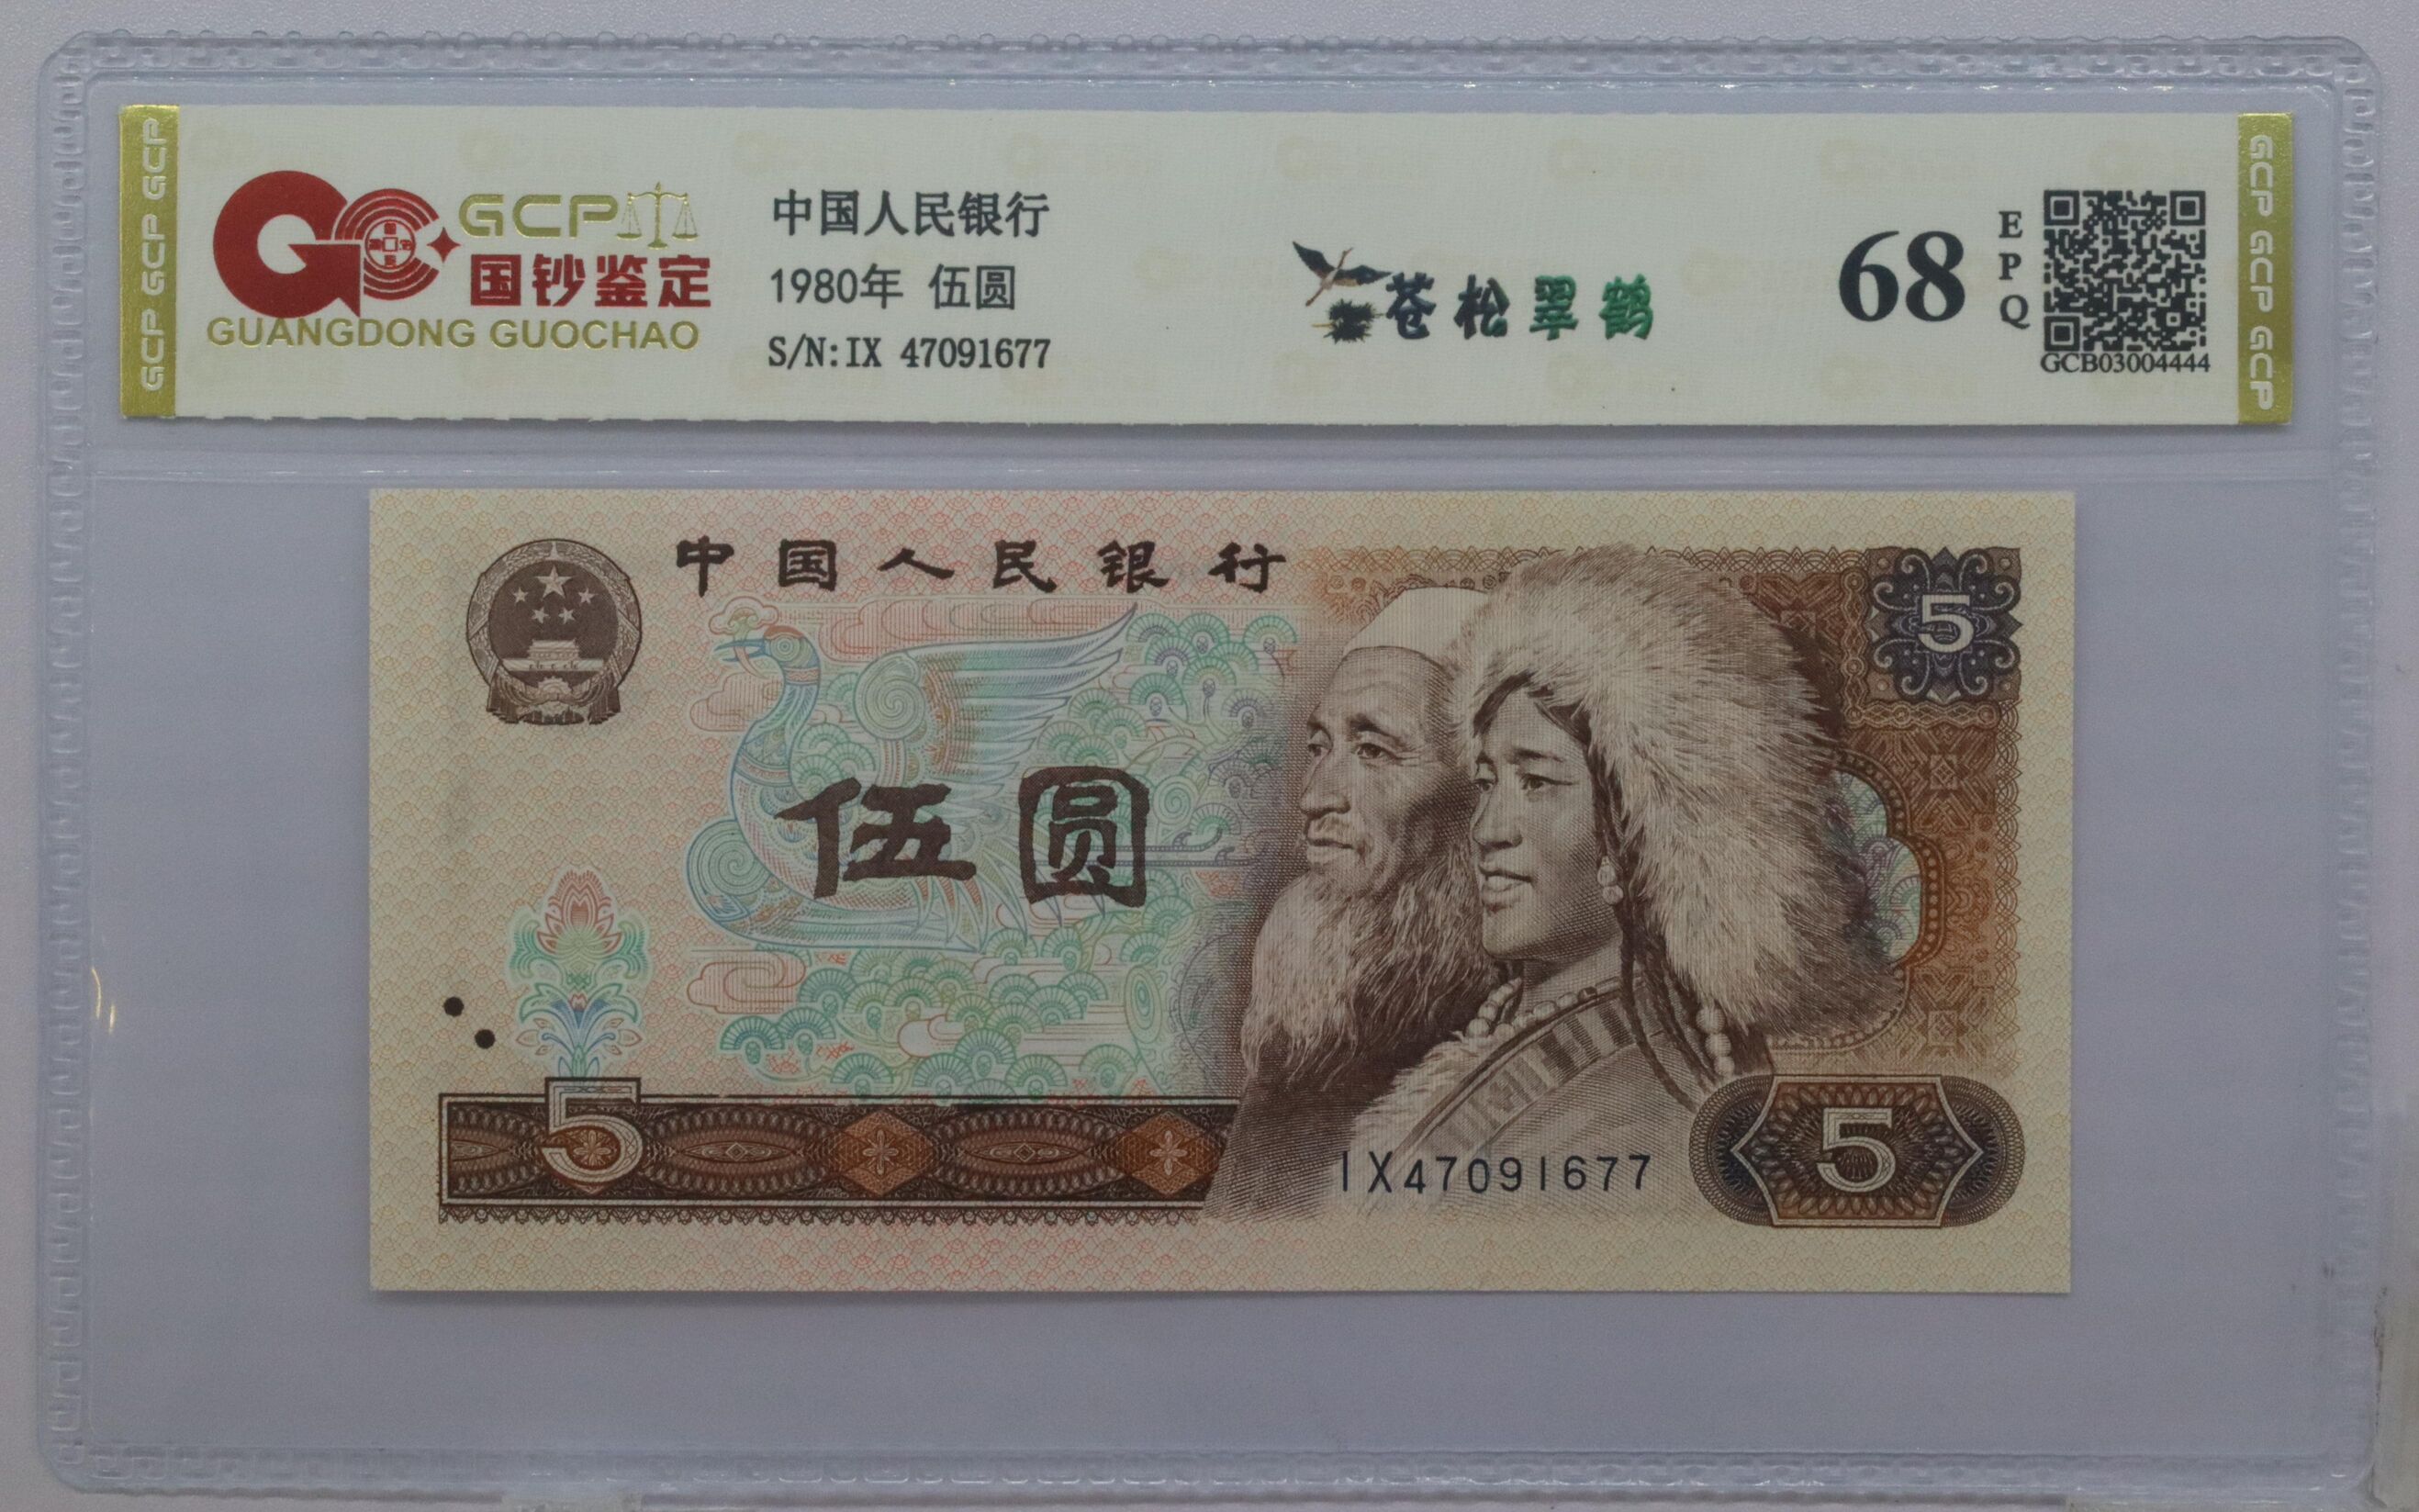 GCP GCP GCP
GCP
国钞鉴定
GUANGDONG GUOCHAO
中国人民银行
1980年 伍圆
S/N:IX 47091677
苍松翠鹤
68
EPQ
GCB03004444
GCP GCP GCP
中国人民银行
5
伍圆
5
IX47091677
5